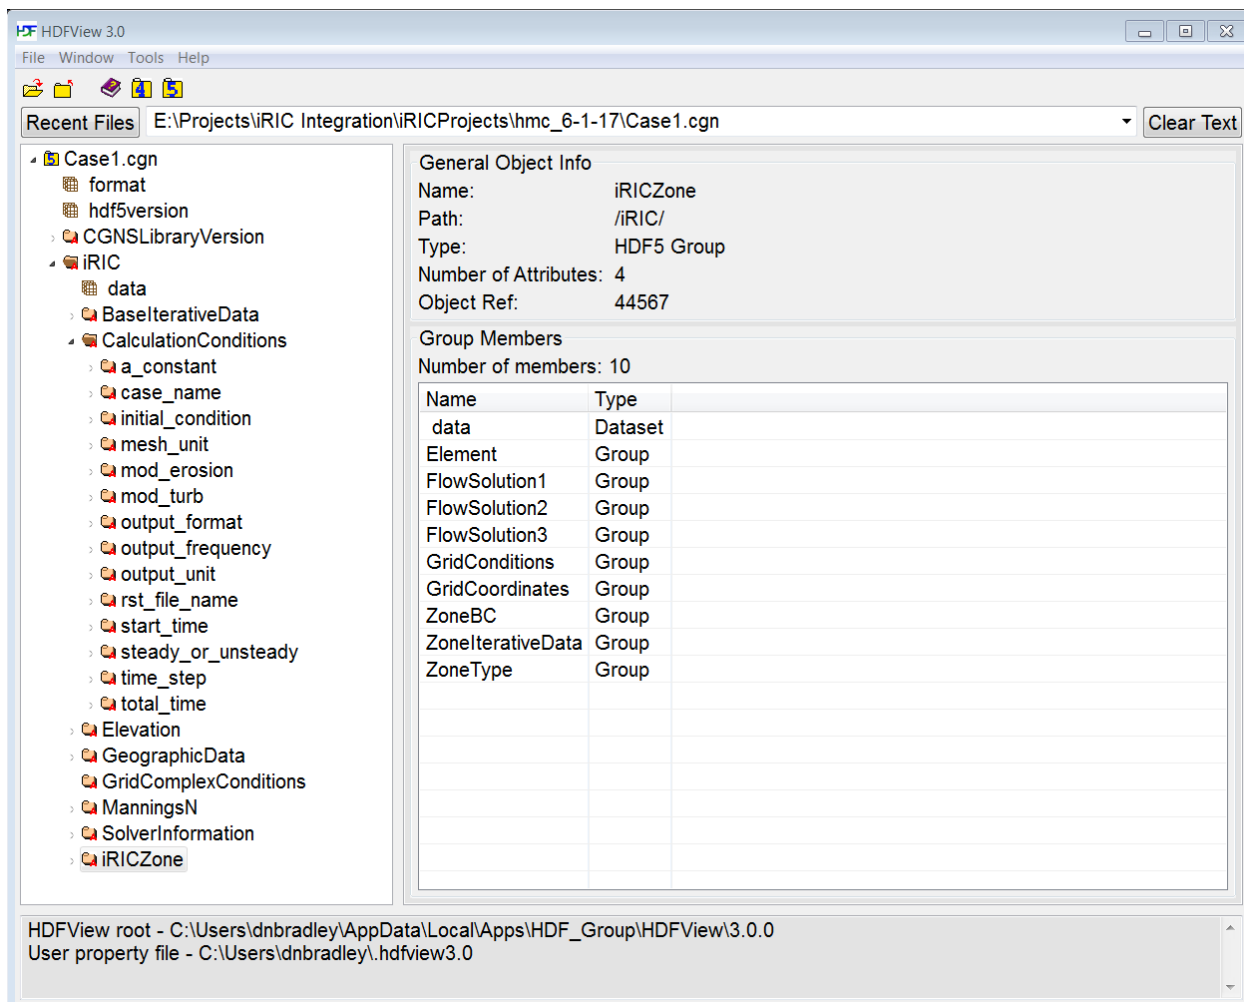 HDF HDFView 3.0
File Window Tools Help
4 5
Recent Files E:\Projects\iRIC Integration\iRICProjects\hmc_6-1-17\Case1.cgn Clear Text
5 Case1.cgn
format
hdf5version
CGNSLibraryVersion
iRIC
data
BaseIterativeData
CalculationConditions
a_constant
case_name
initial_condition
mesh_unit
mod_erosion
mod_turb
output_format
output_frequency
output_unit
rst_file_name
start_time
steady_or_unsteady
time_step
total_time
Elevation
GeographicData
GridComplexConditions
ManningsN
SolverInformation
iRICZone
General Object Info
Name: iRICZone
Path: /iRIC/
Type: HDF5 Group
Number of Attributes: 4
Object Ref: 44567
Group Members
Number of members: 10
Name Type
data Dataset
Element Group
FlowSolution1 Group
FlowSolution2 Group
FlowSolution3 Group
GridConditions Group
GridCoordinates Group
ZoneBC Group
ZoneIterativeData Group
ZoneType Group
HDFView root - C:\Users\dnbradley\AppData\Local\Apps\HDF_Group\HDFView\3.0.0
User property file - C:\Users\dnbradley\.hdfview3.0